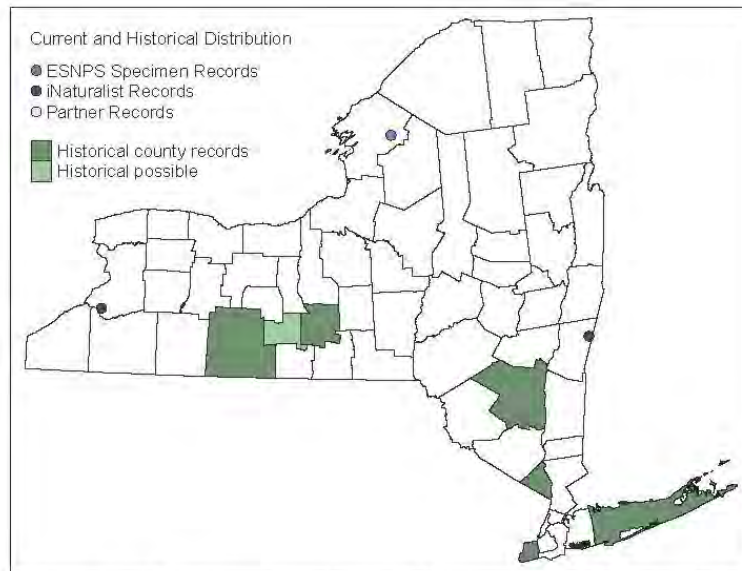 Current and Historical Distribution
ESNPS Specimen Records
iNaturalist Records
Partner Records
Historical county records
Historical possible